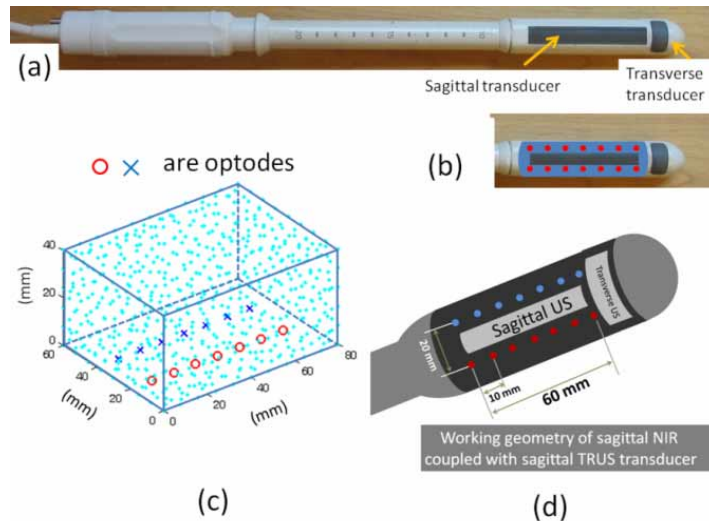 (a)
Sagittal transducer
Transverse
transducer
(b)
○ × are optodes
40
20
0
(mm)
60
40
20
0
(mm)
0
20
40
60
80
(mm)
(c)
Sagittal US
Transverse US
20 mm
10 mm
60 mm
Working geometry of sagittal NIR
coupled with sagittal TRUS transducer
(d)